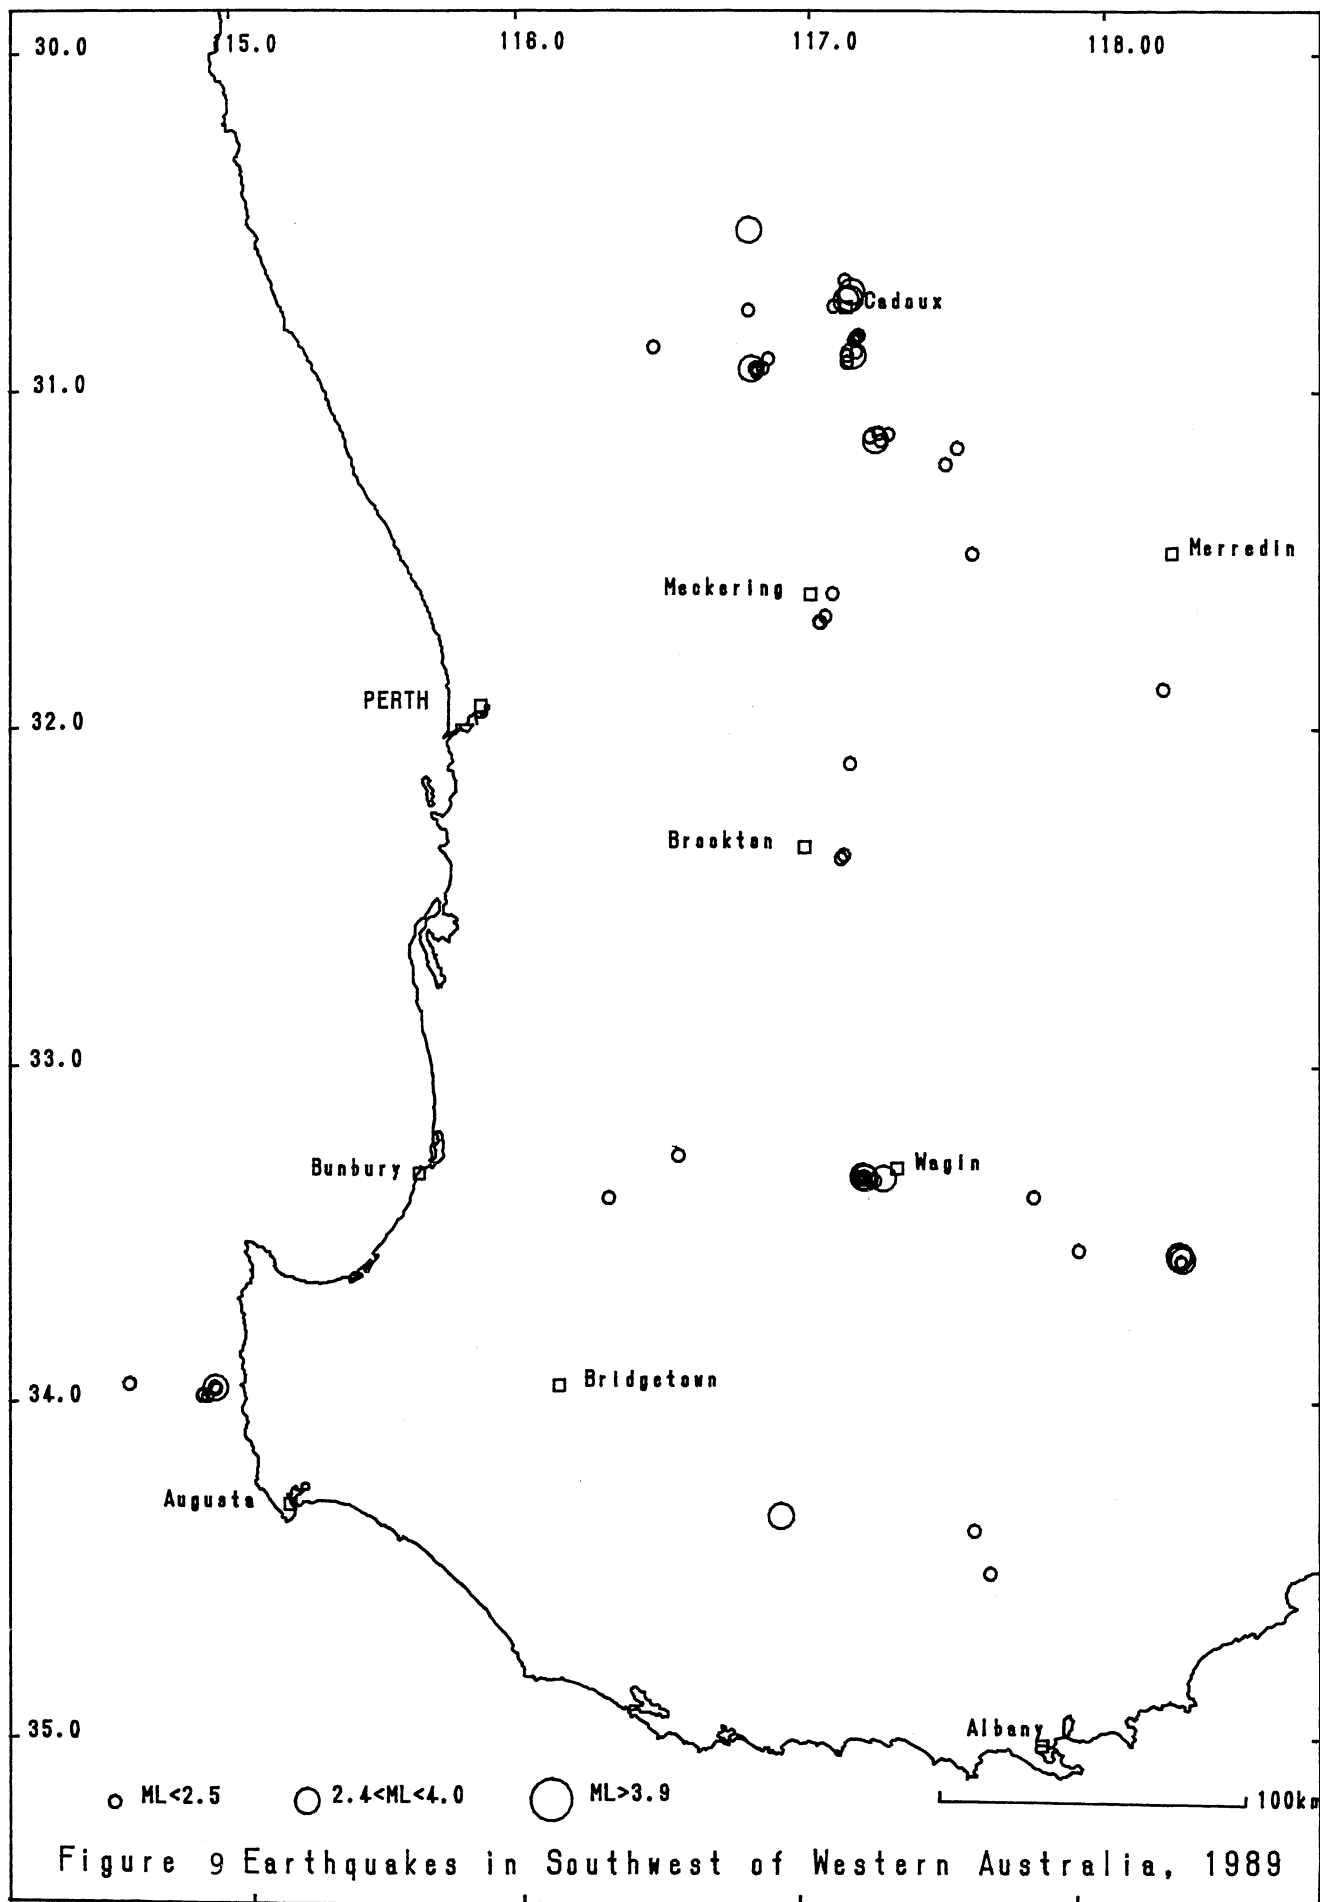 30.0
115.0
116.0
117.0
118.00
Cadoux
31.0
Merredin
Meckering
PERTH
32.0
Brookton
33.0
Bunbury
Wagin
34.0
Bridgetown
Augusta
35.0
Albany
ML<2.5
2.4<ML<4.0
ML>3.9
100km
Figure 9 Earthquakes in Southwest of Western Australia, 1989